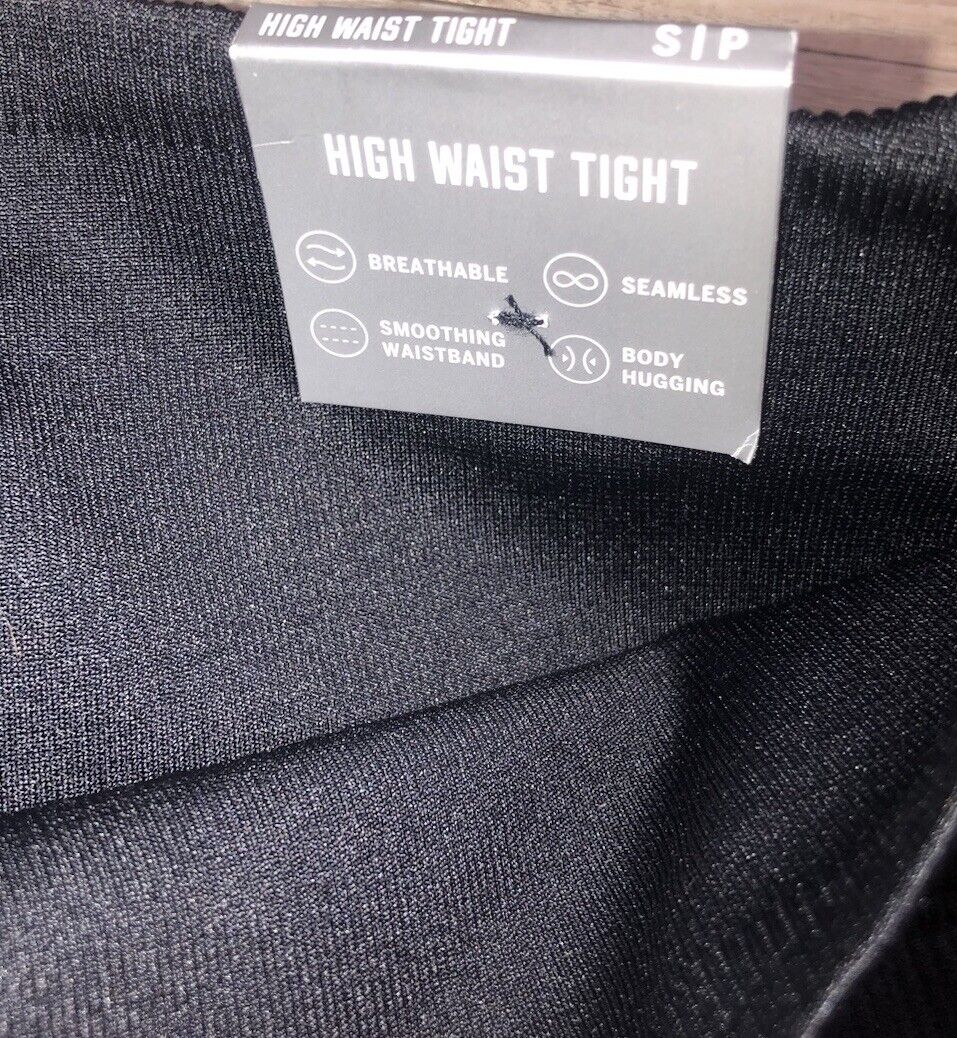 HIGH WAIST TIGHT S|P
HIGH WAIST TIGHT
BREATHABLE
SEAMLESS
SMOOTHING
WAISTBAND
BODY
HUGGING